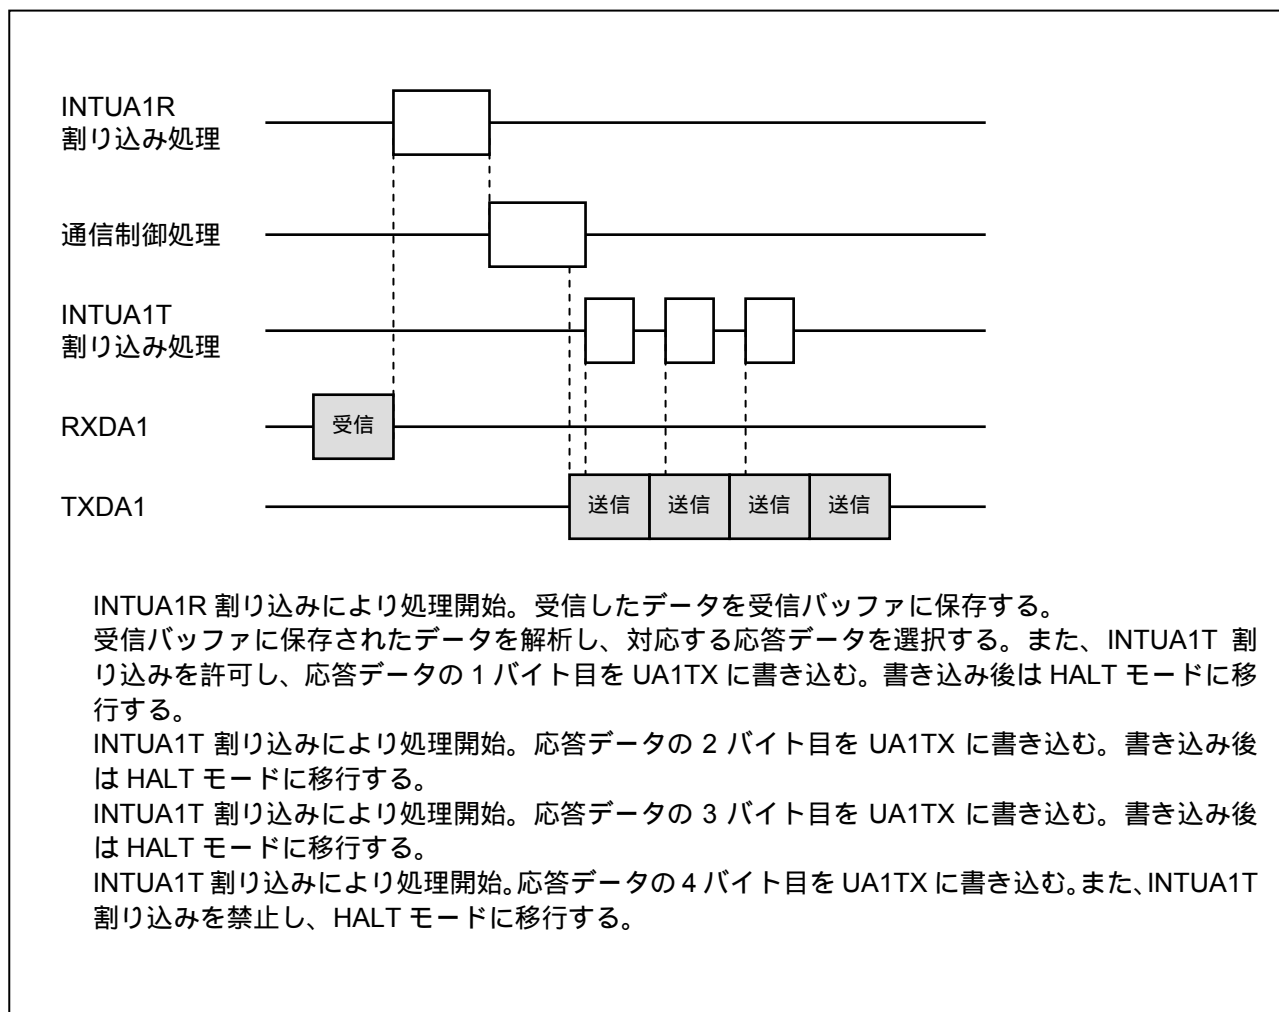 INTUA1R
割り込み処理
通信制御処理
INTUA1T
割り込み処理
RXDA1
受信
TXDA1
送信 送信 送信 送信
INTUA1R 割り込みにより処理開始。受信したデータを受信バッファに保存する。
受信バッファに保存されたデータを解析し、対応する応答データを選択する。また、INTUA1T 割
り込みを許可し、応答データの 1 バイト目を UA1TX に書き込む。書き込み後は HALT モードに移
行する。
INTUA1T 割り込みにより処理開始。応答データの 2 バイト目を UA1TX に書き込む。書き込み後
は HALT モードに移行する。
INTUA1T 割り込みにより処理開始。応答データの 3 バイト目を UA1TX に書き込む。書き込み後
は HALT モードに移行する。
INTUA1T 割り込みにより処理開始。応答データの 4 バイト目を UA1TX に書き込む。また、INTUA1T
割り込みを禁止し、HALT モードに移行する。